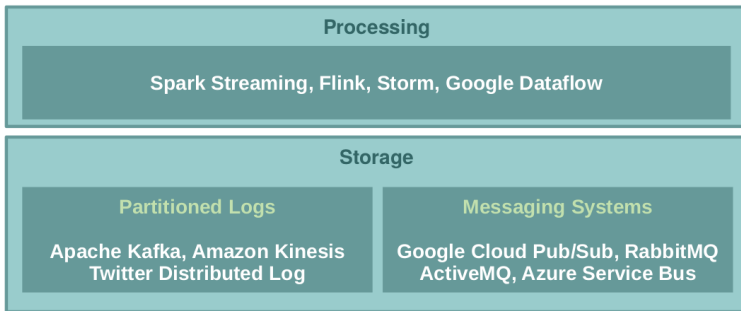 Processing
Spark Streaming, Flink, Storm, Google Dataflow
Storage
Partitioned Logs
Apache Kafka, Amazon Kinesis
Twitter Distributed Log
Messaging Systems
Google Cloud Pub/Sub, RabbitMQ
ActiveMQ, Azure Service Bus